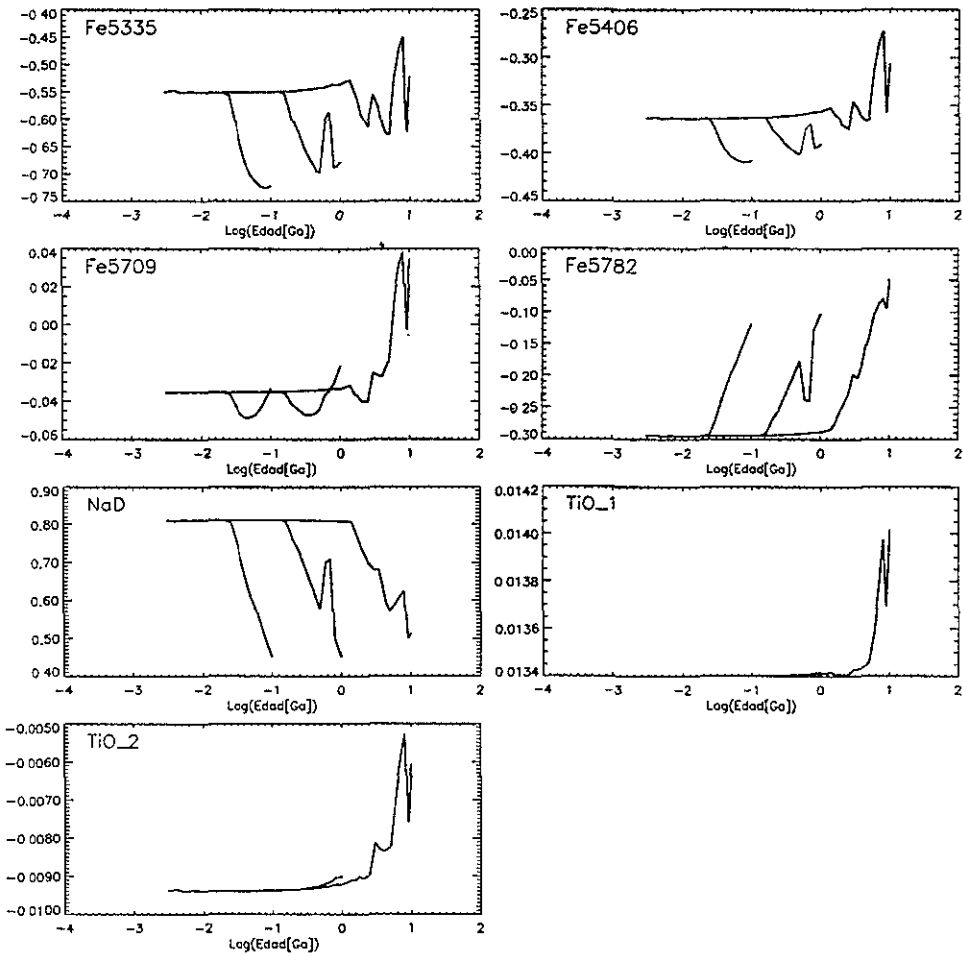 Fe5335
-0.40
-0.45
-0.50
-0.55
-0.60
-0.65
-0.70
-0.75
-4 -3 -2 -1 0 1 2
Log(Edad[Ga])
Fe5406
-0.25
-0.30
-0.35
-0.40
-0.45
-4 -3 -2 -1 0 1 2
Log(Edad[Ga])
Fe5709
0.04
0.02
0.00
-0.02
-0.04
-0.06
-4 -3 -2 -1 0 1 2
Log(Edad[Ga])
Fe5782
0.00
-0.05
-0.10
-0.15
-0.20
-0.25
-0.30
-4 -3 -2 -1 0 1 2
Log(Edad[Ga])
NaD
0.90
0.80
0.70
0.60
0.50
0.40
-4 -3 -2 -1 0 1 2
Log(Edad[Ga])
TiO_1
0.0142
0.0140
0.0138
0.0136
0.0134
-4 -3 -2 -1 0 1 2
Log(Edad[Ga])
TiO_2
-0.0050
-0.0060
-0.0070
-0.0080
-0.0090
-0.0100
-4 -3 -2 -1 0 1 2
Log(Edad[Ga])